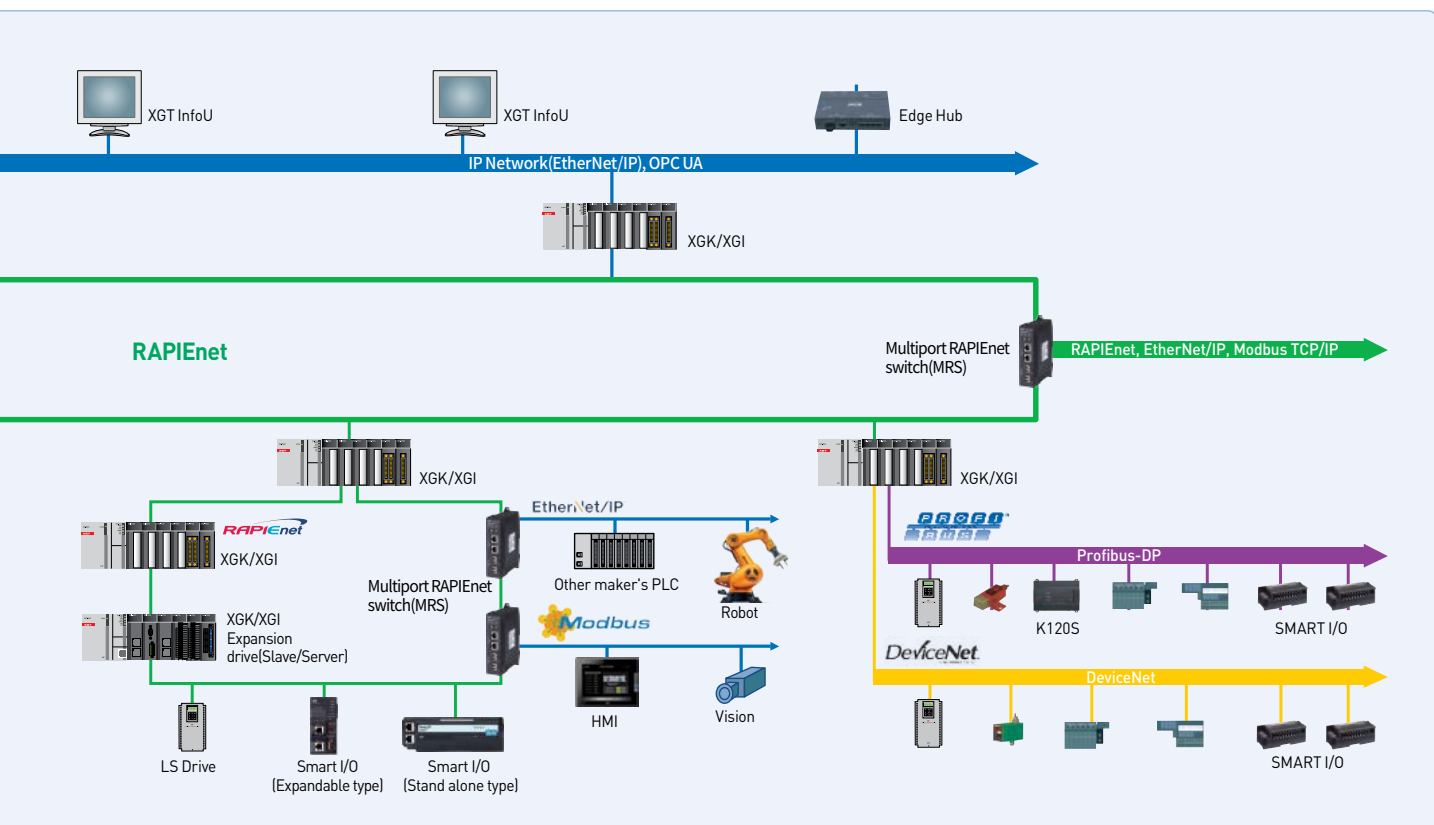 XGT InfoU
XGT InfoU
Edge Hub
IP Network(EtherNet/IP), OPC UA
XGK/XGI
RAPIEnet
Multiport RAPIEnet
switch(MRS)
RAPIEnet, EtherNet/IP, Modbus TCP/IP
XGK/XGI
XGK/XGI
EtherNet/IP
RAPIEnet
XGK/XGI
Other maker's PLC
Robot
Multiport RAPIEnet
switch(MRS)
PROFI
BUS
Profibus-DP
K120S
SMART I/O
XGK/XGI
Expansion
drive(Slave/Server)
Modbus
HMI
Vision
DeviceNet
DeviceNet
LS Drive
Smart I/O
(Expandable type)
Smart I/O
(Stand alone type)
SMART I/O